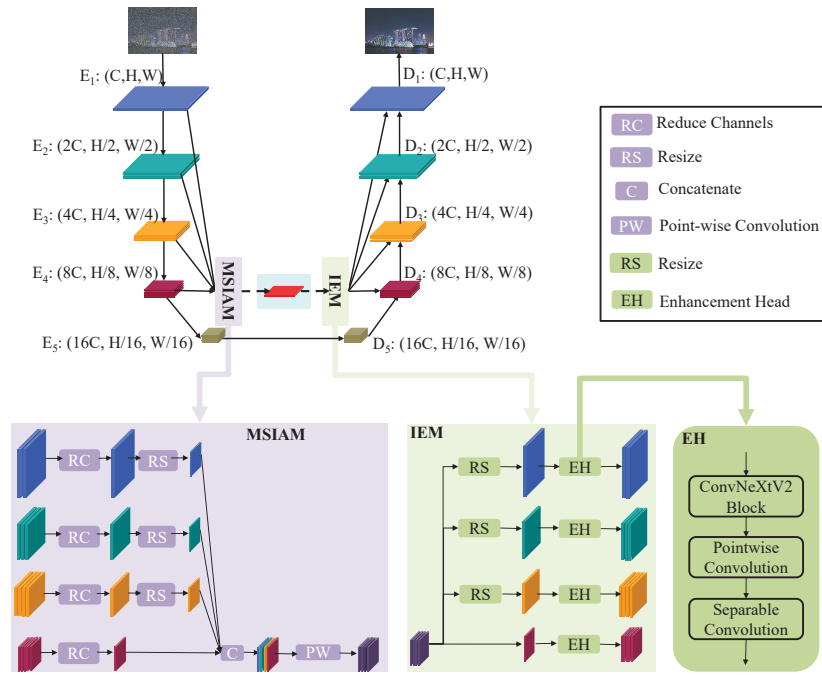 E1: (C,H,W)
D1: (C,H,W)
E2: (2C, H/2, W/2)
D2: (2C, H/2, W/2)
E3: (4C, H/4, W/4)
D3: (4C, H/4, W/4)
E4: (8C, H/8, W/8)
D4: (8C, H/8, W/8)
MSIAM
IEM
E5: (16C, H/16, W/16)
D5: (16C, H/16, W/16)
RC Reduce Channels
RS Resize
C Concatenate
PW Point-wise Convolution
RS Resize
EH Enhancement Head
MSIAM
RC RS
RC RS
RC RS
RC C PW
IEM
RS EH
RS EH
RS EH
EH
EH
ConvNeXtV2
Block
Pointwise
Convolution
Separable
Convolution